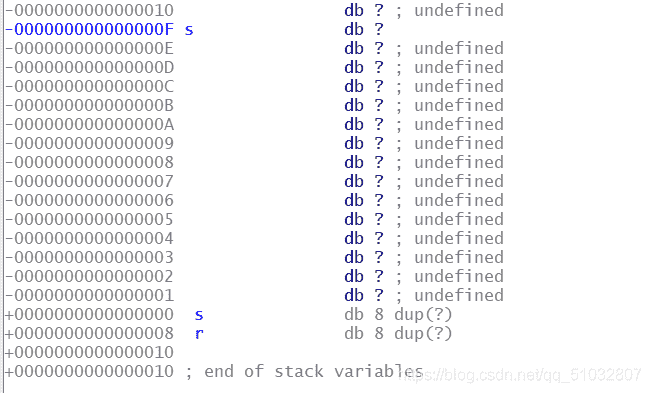 -0000000000000010 db ? ; undefined
-000000000000000F s db ?
-000000000000000E db ? ; undefined
-000000000000000D db ? ; undefined
-000000000000000C db ? ; undefined
-000000000000000B db ? ; undefined
-000000000000000A db ? ; undefined
-0000000000000009 db ? ; undefined
-0000000000000008 db ? ; undefined
-0000000000000007 db ? ; undefined
-0000000000000006 db ? ; undefined
-0000000000000005 db ? ; undefined
-0000000000000004 db ? ; undefined
-0000000000000003 db ? ; undefined
-0000000000000002 db ? ; undefined
-0000000000000001 db ? ; undefined
+0000000000000000 s db 8 dup(?)
+0000000000000008 r db 8 dup(?)
+0000000000000010
+0000000000000010 ; end of stack variables
https://blog.csdn.net/qq_51032807